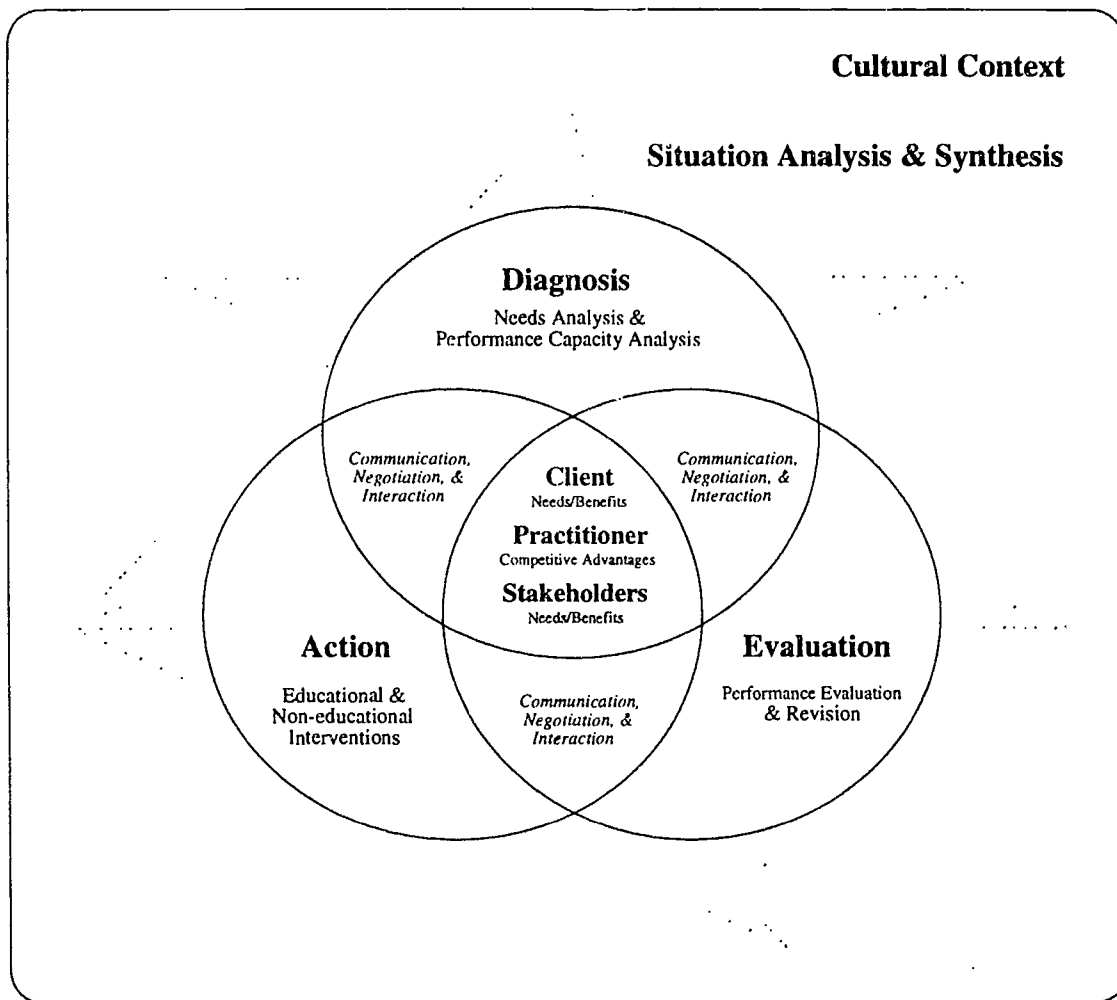 Cultural Context
Situation Analysis & Synthesis
Diagnosis
Needs Analysis &
Performance Capacity Analysis
Communication,
Negotiation, &
Interaction
Client
Needs/Benefits
Practitioner
Competitive Advantages
Stakeholders
Needs/Benefits
Communication,
Negotiation, &
Interaction
Action
Educational &
Non-educational
Interventions
Communication,
Negotiation, &
Interaction
Evaluation
Performance Evaluation
& Revision